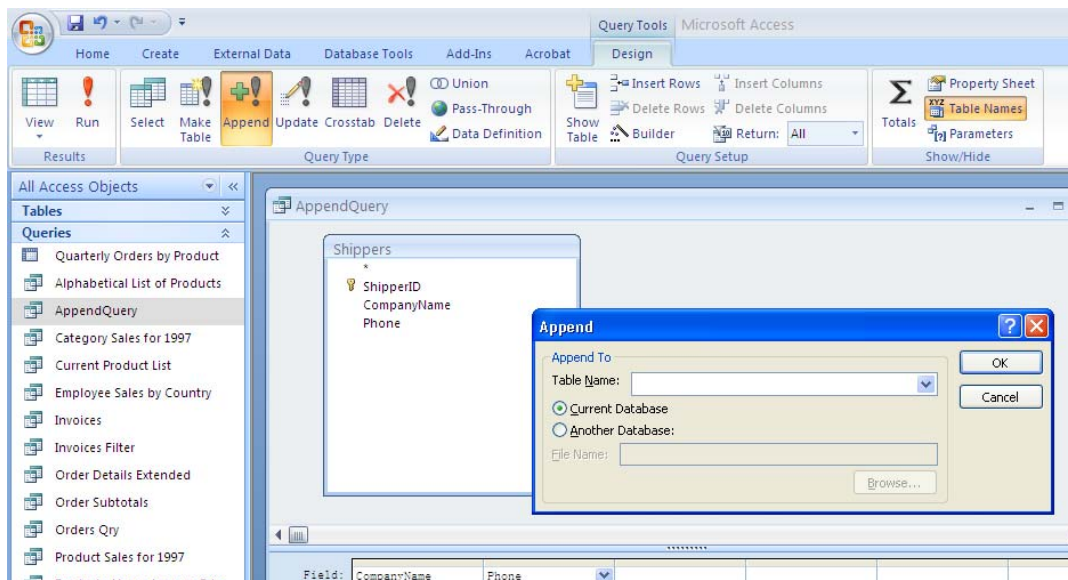 Query Tools Microsoft Access
Home Create External Data Database Tools Add-Ins Acrobat Design
View
Run
Results
Select
Make Table
Append
Update
Crosstab
Delete
Union
Pass-Through
Data Definition
Query Type
Show Table
Insert Rows
Delete Rows
Builder
Insert Columns
Delete Columns
Return: All
Query Setup
Totals
Property Sheet
XYZ Table Names
Parameters
Show/Hide
All Access Objects
Tables
Queries
Quarterly Orders by Product
Alphabetical List of Products
AppendQuery
Category Sales for 1997
Current Product List
Employee Sales by Country
Invoices
Invoices Filter
Order Details Extended
Order Subtotals
Orders Qry
Product Sales for 1997
AppendQuery
Shippers
*
ShipperID
CompanyName
Phone
Append
Append To
Table Name:
Current Database
Another Database:
File Name:
Browse...
OK
Cancel
Field: CompanyName Phone